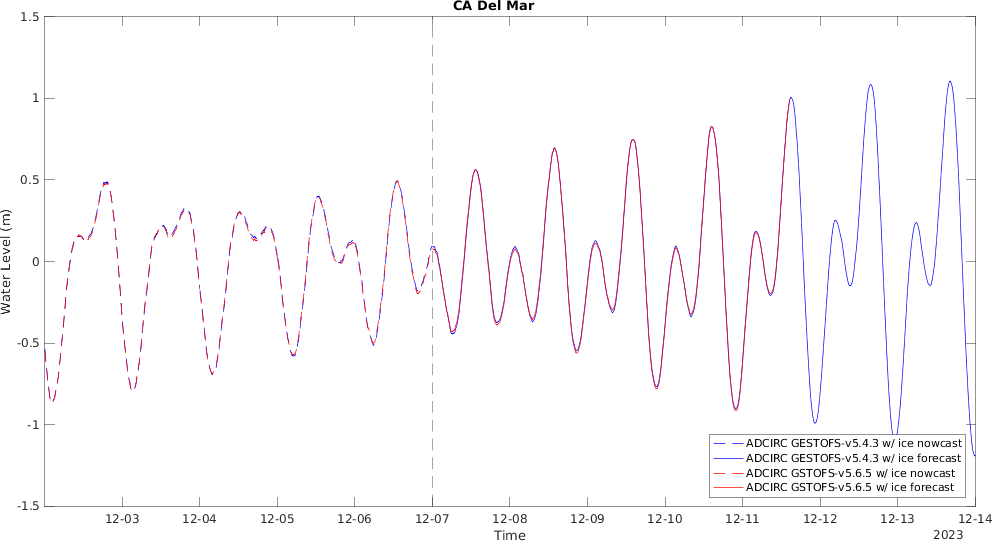 CA Del Mar
1.5
1
0.5
0
-0.5
-1
-1.5
Water Level (m)
12-03 12-04 12-05 12-06 12-07 12-08 12-09 12-10 12-11 12-12 12-13 12-14
Time
2023
ADCIRC GESTOFS-v5.4.3 w/ ice nowcast
ADCIRC GESTOFS-v5.4.3 w/ ice forecast
ADCIRC GSTOFS-v5.6.5 w/ ice nowcast
ADCIRC GSTOFS-v5.6.5 w/ ice forecast